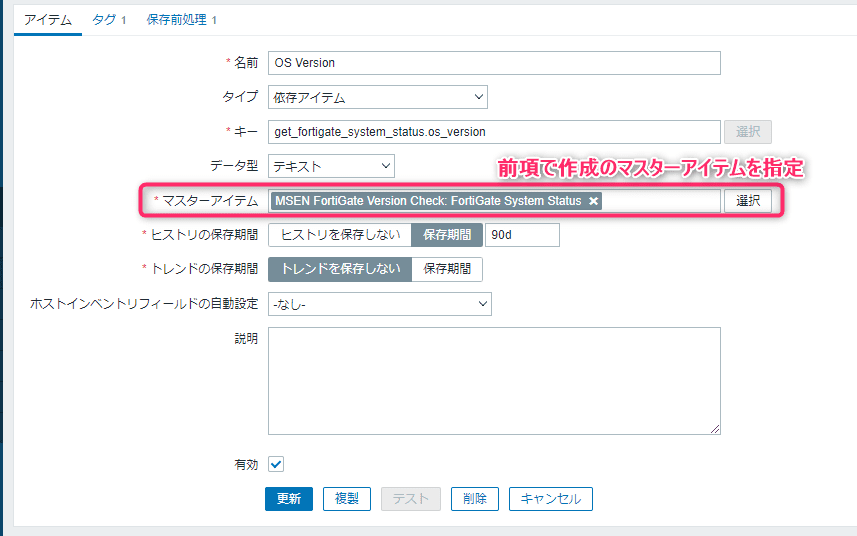 アイテム タグ 1 保存前処理 1
* 名前 OS Version
タイプ 依存アイテム
* キー get_fortigate_system_status.os_version 選択
データ型 テキスト
前項で作成のマスターアイテムを指定
* マスターアイテム MSEN FortiGate Version Check: FortiGate System Status × 選択
* ヒストリの保存期間 ヒストリを保存しない 保存期間 90d
* トレンドの保存期間 トレンドを保存しない 保存期間
ホストインベントリフィールドの自動設定 -なし-
説明
有効
更新 複製 テスト 削除 キャンセル